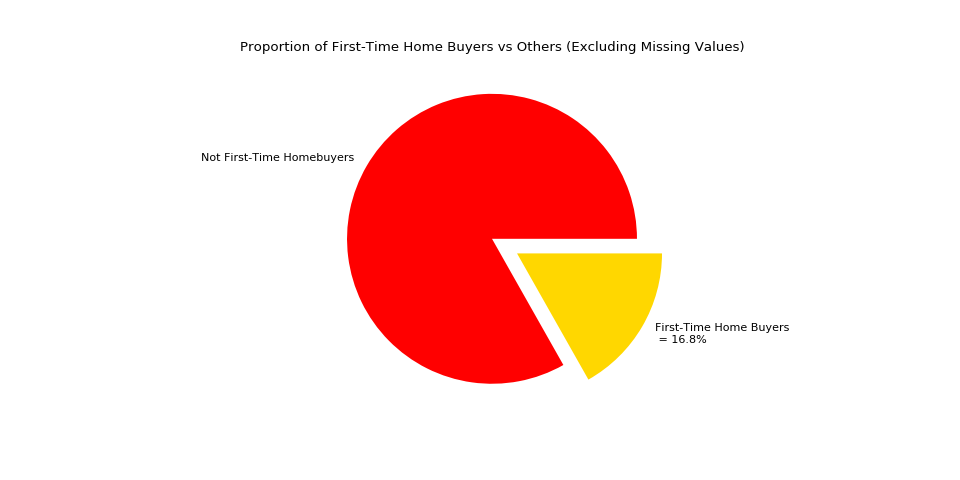 Proportion of First-Time Home Buyers vs Others (Excluding Missing Values)
Not First-Time Homebuyers
First-Time Home Buyers
= 16.8%